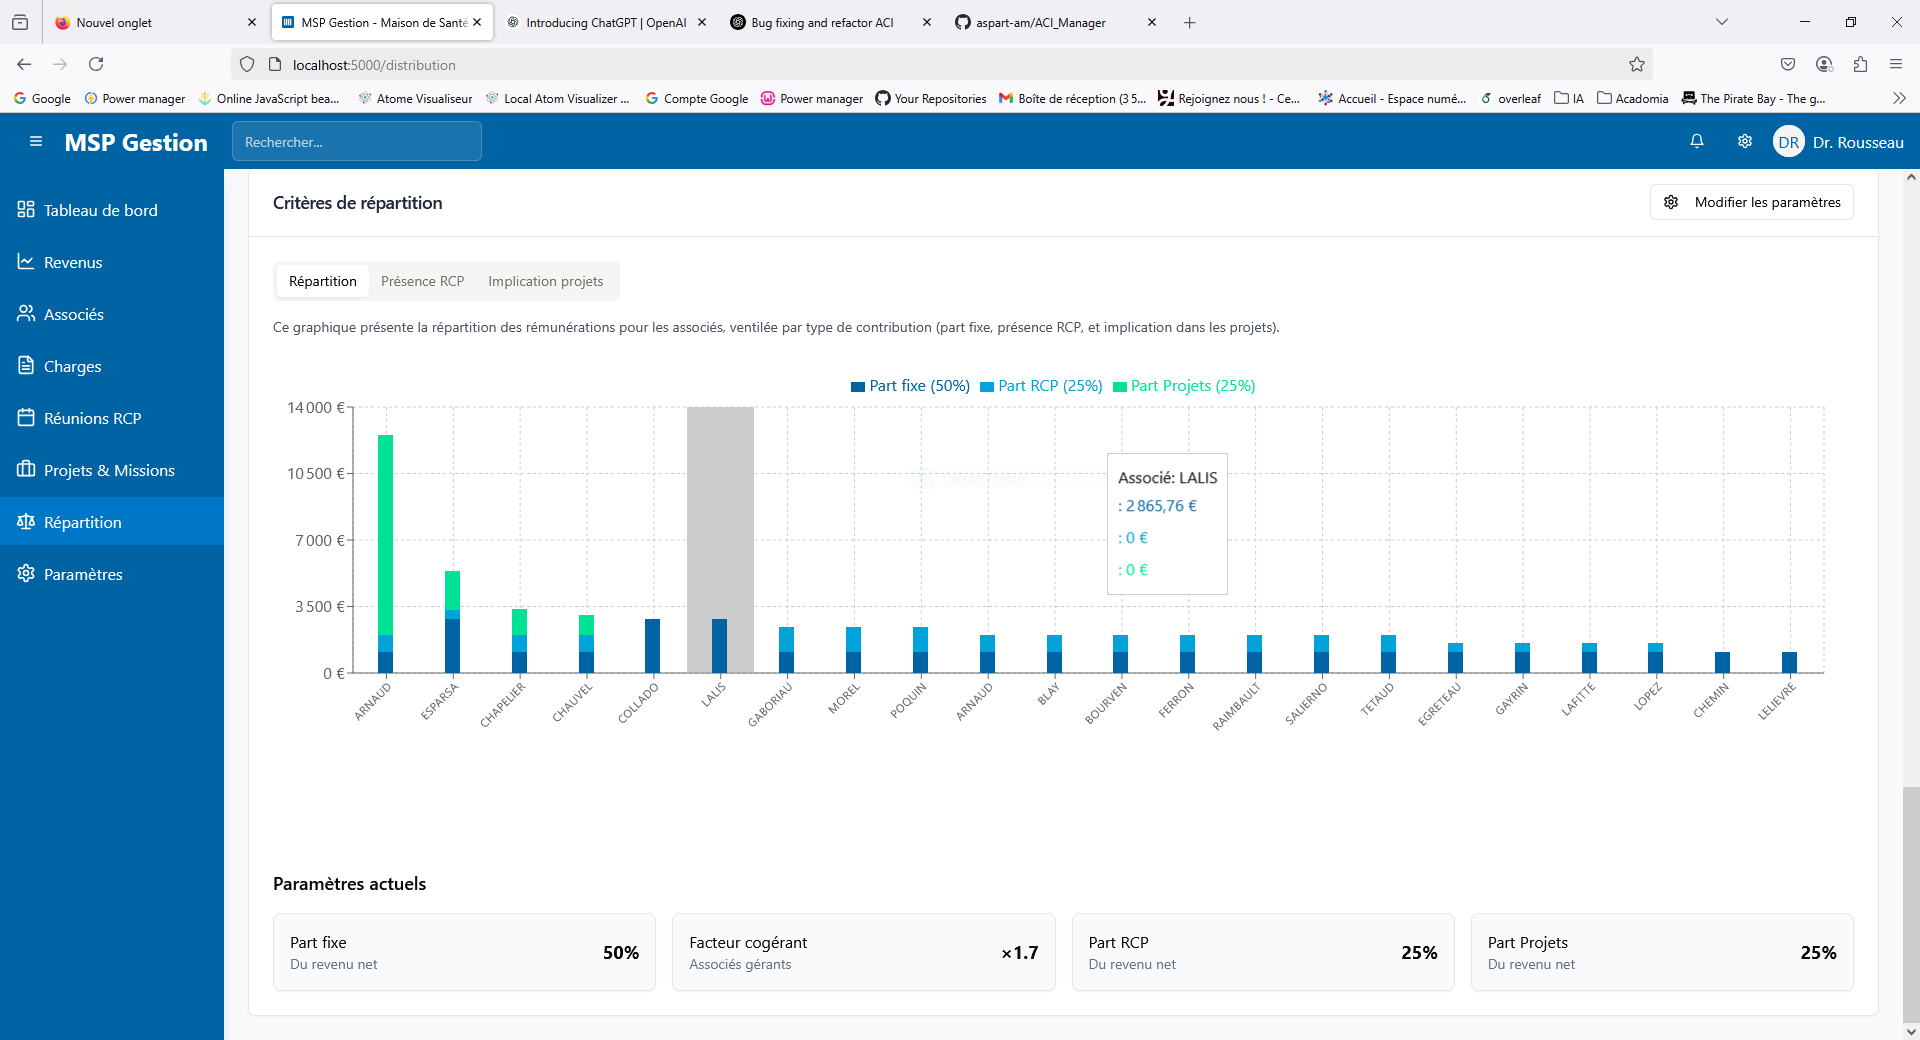 Nouvel onglet
MSP Gestion - Maison de Santé
Introducing ChatGPT | OpenAI
Bug fixing and refactor ACI
aspart-am/ACI_Manager
localhost:5000/distribution
Google
Power manager
Online JavaScript bea...
Atome Visualiseur
Local Atom Visualizer ...
Compte Google
Power manager
Your Repositories
Boîte de réception (3 5...
Rejoignez nous ! - Ce...
Accueil - Espace numé...
overleaf
IA
Acadomia
The Pirate Bay - The g...
MSP Gestion
Rechercher...
DR
Dr. Rousseau
Tableau de bord
Revenus
Associés
Charges
Réunions RCP
Projets & Missions
Répartition
Paramètres
Critères de répartition
Modifier les paramètres
Répartition
Présence RCP
Implication projets
Ce graphique présente la répartition des rémunérations pour les associés, ventilée par type de contribution (part fixe, présence RCP, et implication dans les projets).
Part fixe (50%)
Part RCP (25%)
Part Projets (25%)
14 000 €
10 500 €
7 000 €
3 500 €
0 €
Associé: LALIS
: 2 865,76 €
: 0 €
: 0 €
ARNAUD
ESPARSA
CHAPELIER
CHAUVEL
COLLADO
LALIS
GABORIAU
MOREL
POQUIN
ARNAUD
BLAY
BOURVEN
FERRON
RAIMBAULT
SALIERNO
TETAUD
EGRETEAU
GAYRIN
LAFITTE
LOPEZ
CHEMIN
LELIEVRE
Paramètres actuels
Part fixe
Du revenu net
50%
Facteur cogérant
Associés gérants
×1.7
Part RCP
Du revenu net
25%
Part Projets
Du revenu net
25%